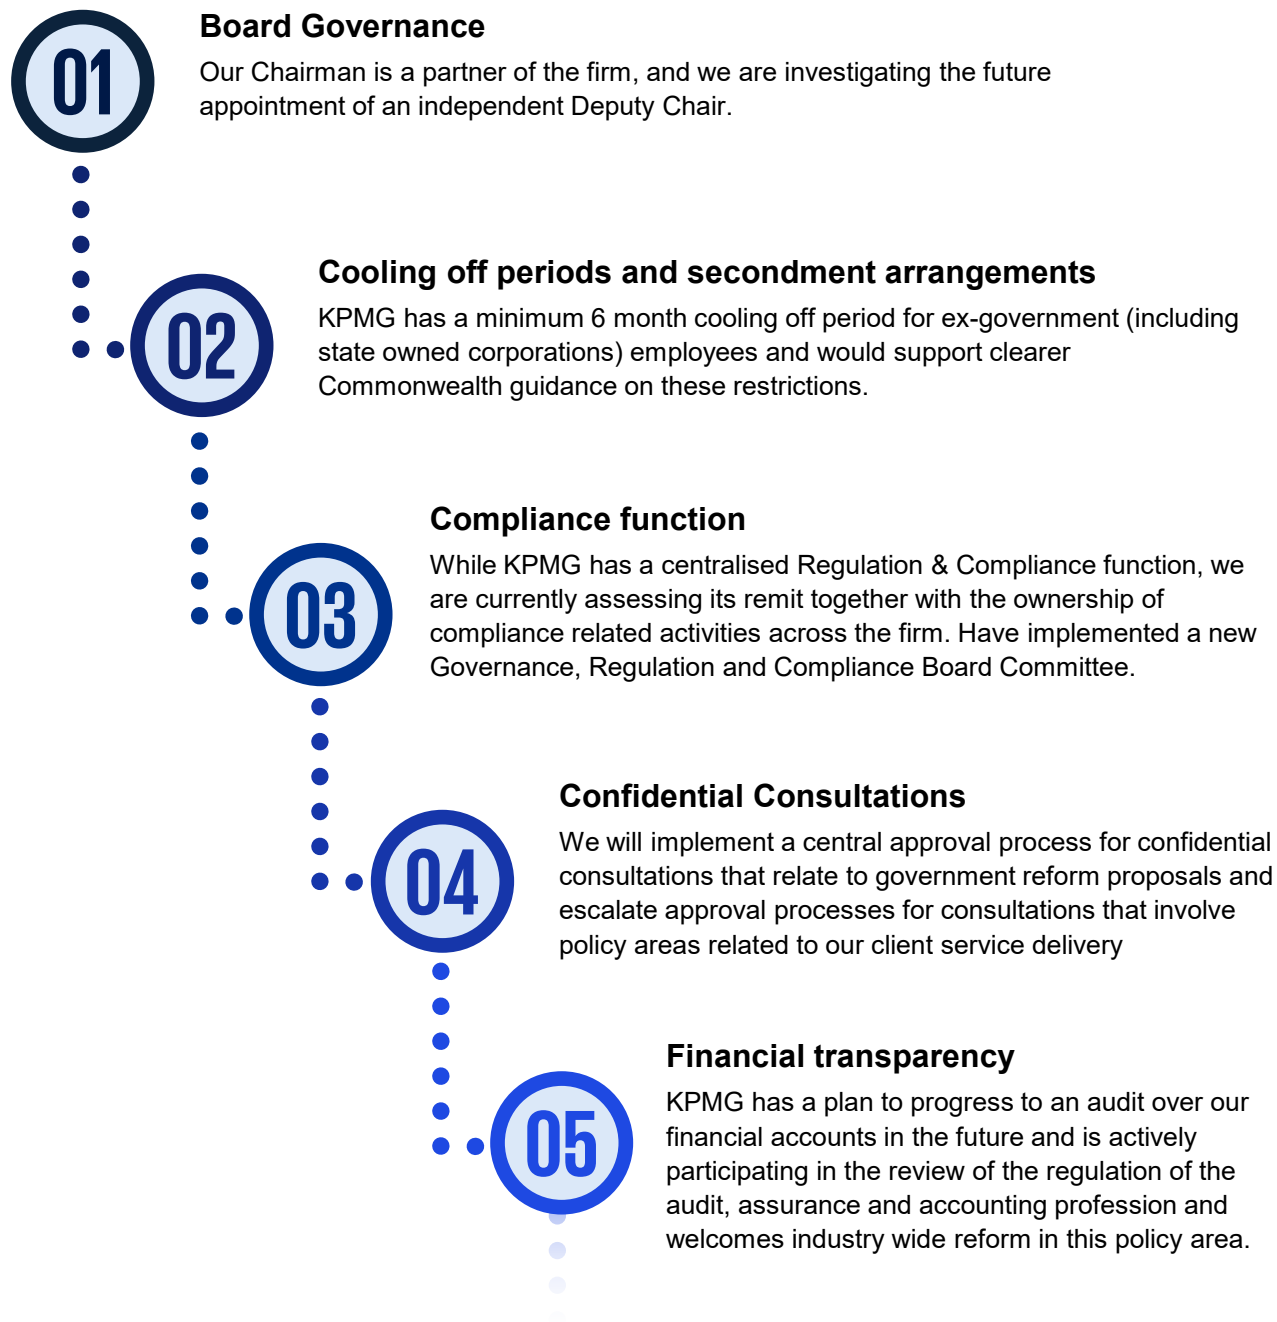 01
Board Governance
Our Chairman is a partner of the firm, and we are investigating the future
appointment of an independent Deputy Chair.
02
Cooling off periods and secondment arrangements
KPMG has a minimum 6 month cooling off period for ex-government (including
state owned corporations) employees and would support clearer
Commonwealth guidance on these restrictions.
03
Compliance function
While KPMG has a centralised Regulation & Compliance function, we
are currently assessing its remit together with the ownership of
compliance related activities across the firm. Have implemented a new
Governance, Regulation and Compliance Board Committee.
04
Confidential Consultations
We will implement a central approval process for confidential
consultations that relate to government reform proposals and
escalate approval processes for consultations that involve
policy areas related to our client service delivery
05
Financial transparency
KPMG has a plan to progress to an audit over our
financial accounts in the future and is actively
participating in the review of the regulation of the
audit, assurance and accounting profession and
welcomes industry wide reform in this policy area.